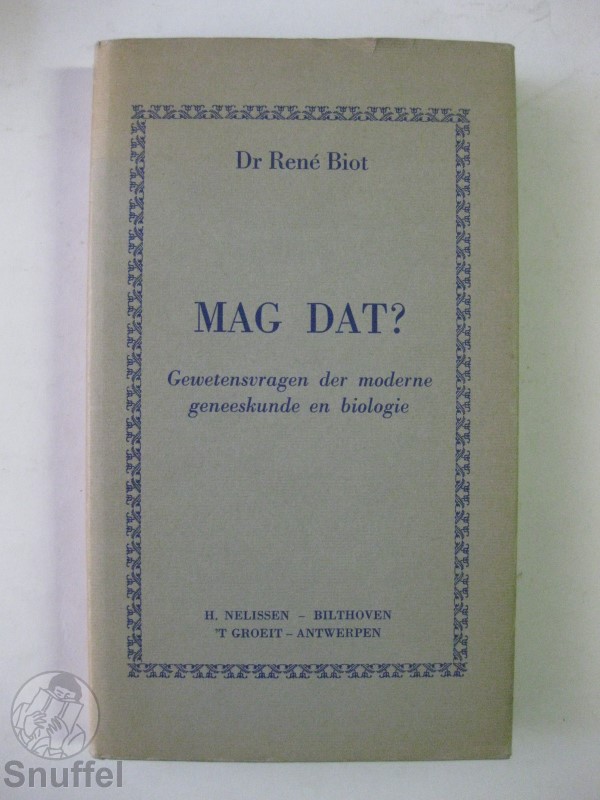 Dr René Biot
MAG DAT?
Gewetensvragen der moderne
geneeskunde en biologie
H. NELISSEN – BILTHOVEN
'T GROEIT – ANTWERPEN
Snuffel